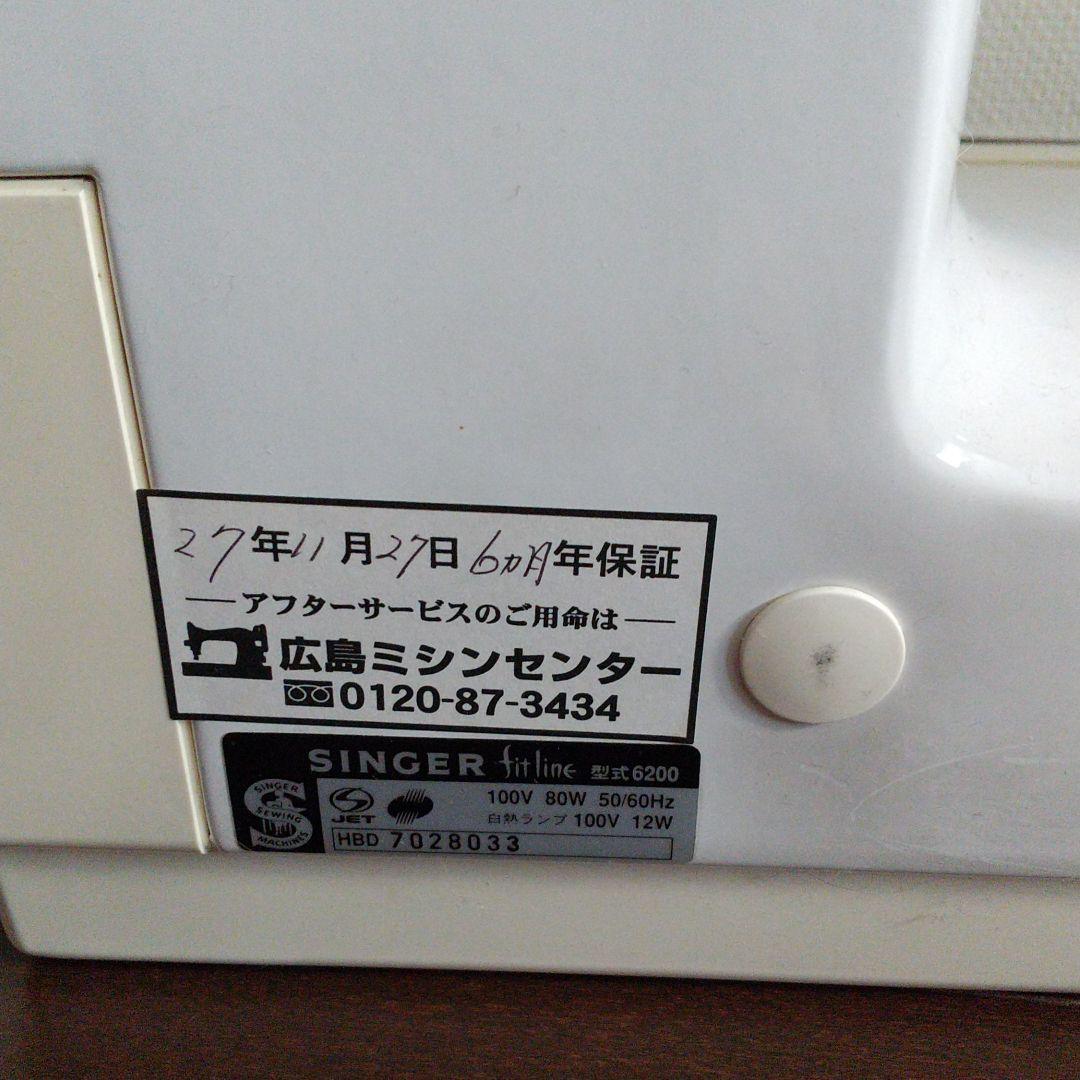 27年11月27日 6カ月年保証
アフターサービスのご用命は
広島ミシンセンター
0120-87-3434
SINGER fit line 型式6200
SINGER SEWING MACHINES
JET
100V 80W 50/60Hz
白熱ランプ 100V 12W
HBD 7028033